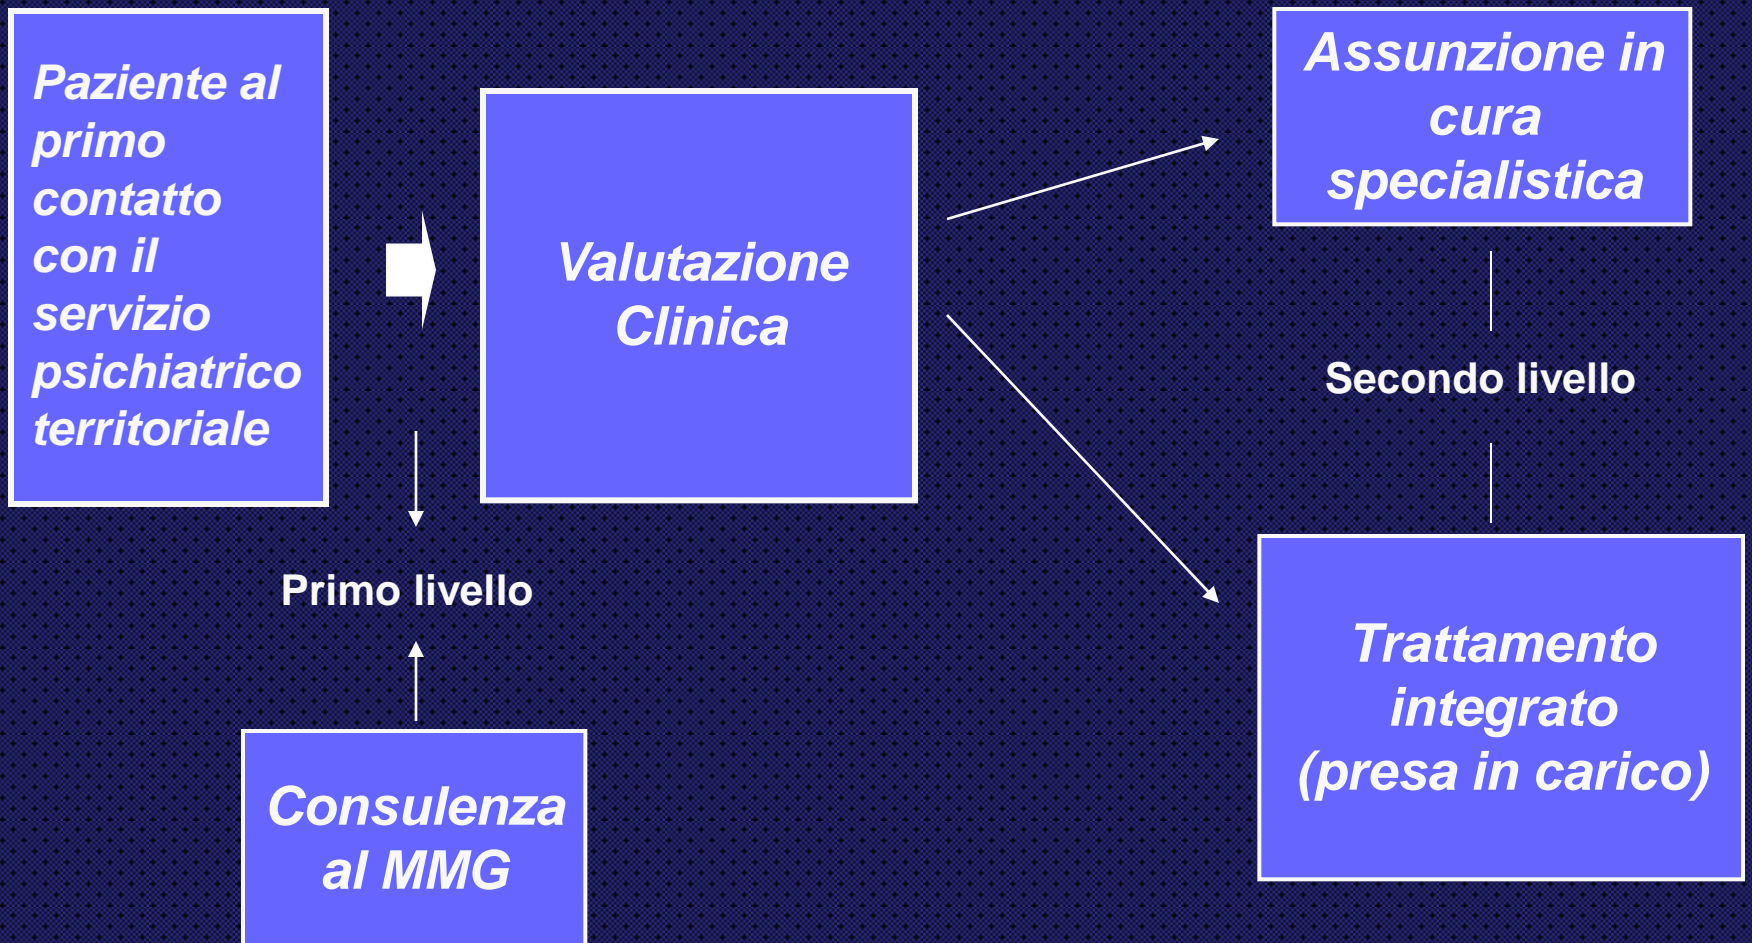 Paziente al
primo
contatto
con il
servizio
psichiatrico
territoriale
Valutazione
Clinica
Assunzione in
cura
specialistica
Secondo livello
Primo livello
Trattamento
integrato
(presa in carico)
Consulenza
al MMG